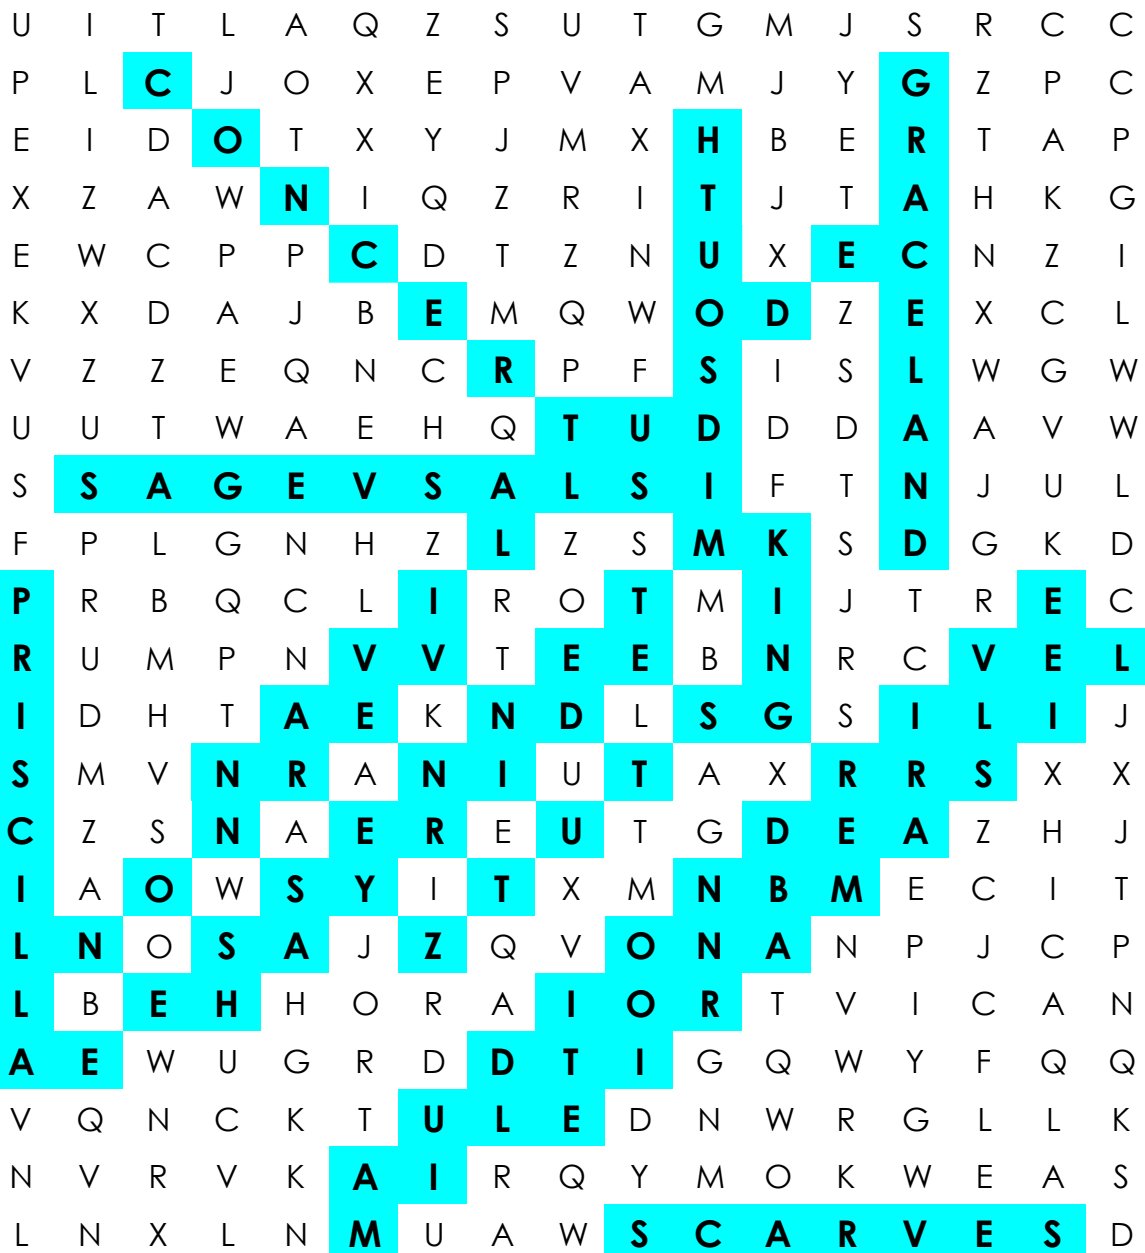 U I T L A Q Z S U T G M J S R C C
P L C J O X E P V A M J Y G Z P C
E I D O T X Y J M X H B E R T A P
X Z A W N I Q Z R I T J T A H K G
E W C P P C D T Z N U X E C N Z I
K X D A J B E M Q W O D Z E X C L
V Z Z E Q N C R P F S I S L W G W
U U T W A E H Q T U D D D A A V W
S S A G E V S A L S I F T N J U L
F P L G N H Z L Z S M K S D G K D
P R B Q C L I R O T M I J T R E C
R U M P N V V T E E B N R C V E L
I D H T A E K N D L S G S I L I J
S M V N R A N I U T A X R R S X X
C Z S N A E R E U T G D E A Z H J
I A O W S Y I T X M N B M E C I T
L N O S A J Z Q V O N A N P J C P
L B E H H O R A I O R T V I C A N
A E W U G R D D T I G Q W Y F Q Q
V Q N C K T U L E D N W R G L L K
N V R V K A I R Q Y M O K W E A S
L N X L N M U A W S C A R V E S D